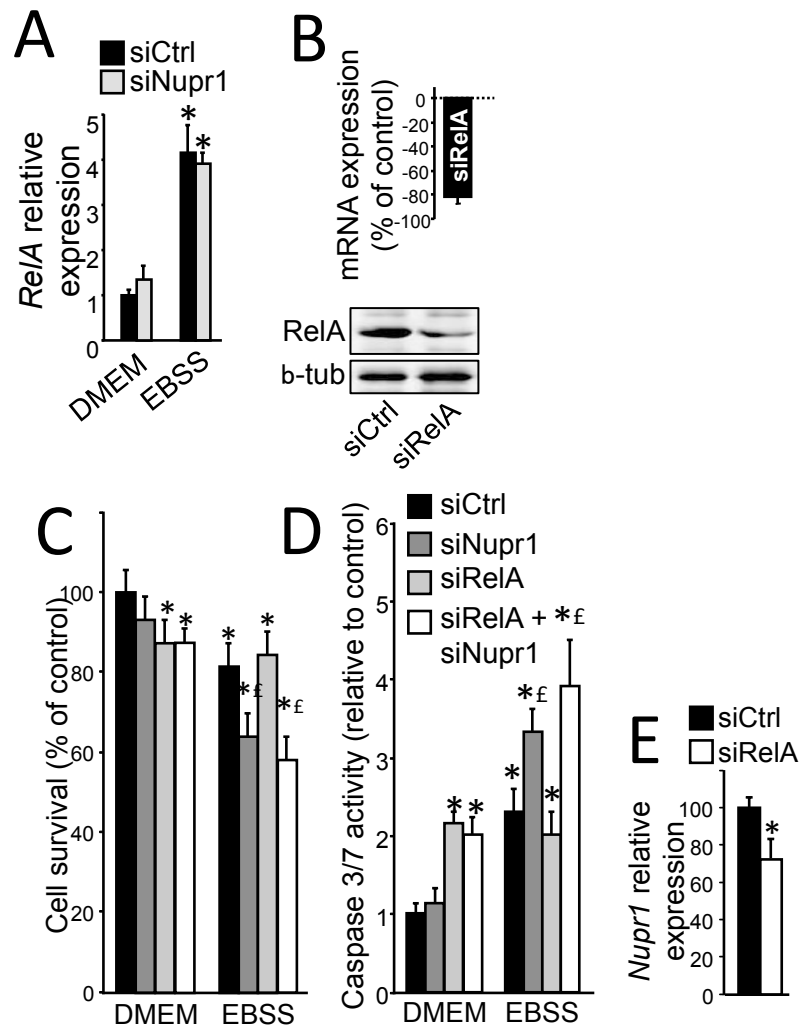 A
siCtrl
siNupr1
RelA relative
expression
5
4
3
2
1
0
* *
DMEM
EBSS
B
mRNA expression
(% of control)
0
-20
-40
-60
-80
-100
siRelA
RelA
b-tub
siCtrl
siRelA
C
Cell survival (% of control)
100
80
60
40
20
0
* * * *£ * *£
DMEM
EBSS
D
siCtrl
siNupr1
siRelA
siRelA +
siNupr1
Caspase 3/7 activity (relative to control)
6
5
4
3
2
1
0
* * * *£ * *£
DMEM
EBSS
E
siCtrl
siRelA
Nupr1 relative
expression
100
80
60
40
20
0
*